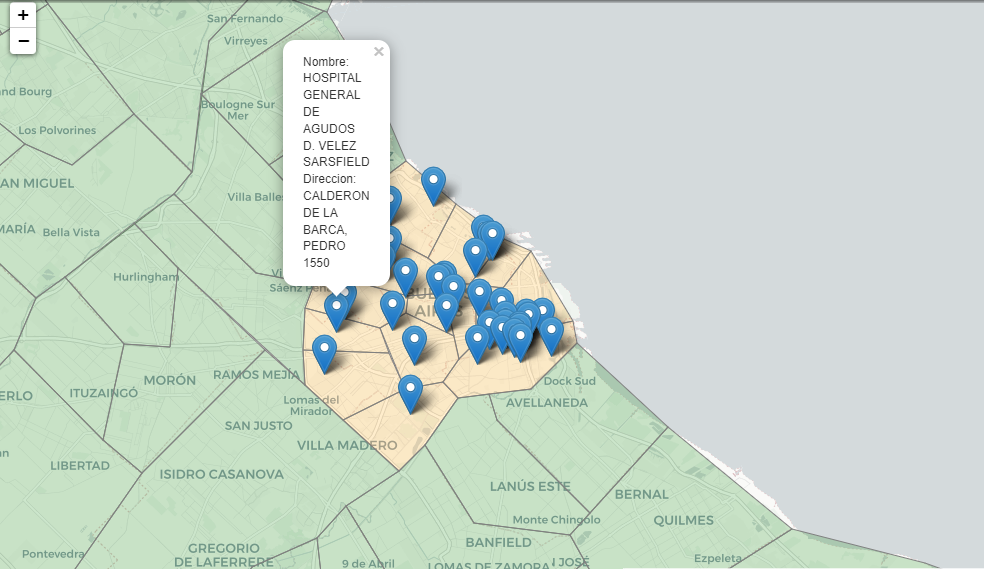 +
−
San Fernando
Virreyes
×
Nombre:
HOSPITAL
GENERAL
DE
AGUDOS
D. VELEZ
SARSFIELD
Direccion:
CALDERON
DE LA
BARCA,
PEDRO
1550
and Bourg
Boulogne Sur
Mer
Los Polvorines
AN MIGUEL
Villa Balle
MARÍA
Bella Vista
Hurlingham
Sáenz Peñ
MORÓN
RAMOS MEJÍA
ITUZAINGÓ
ERLO
Lomas del
Mirador
SAN JUSTO
VILLA MADERO
Dock Sud
AVELLANEDA
LIBERTAD
ISIDRO CASANOVA
LANÚS ESTE
BERNAL
Monte Chingolo
QUILMES
BANFIELD
Pontevedra
GREGORIO
DE LAFERRERE
9 de Abril
LOMAS DE ZAMORA
JOSÉ
Ezpeleta